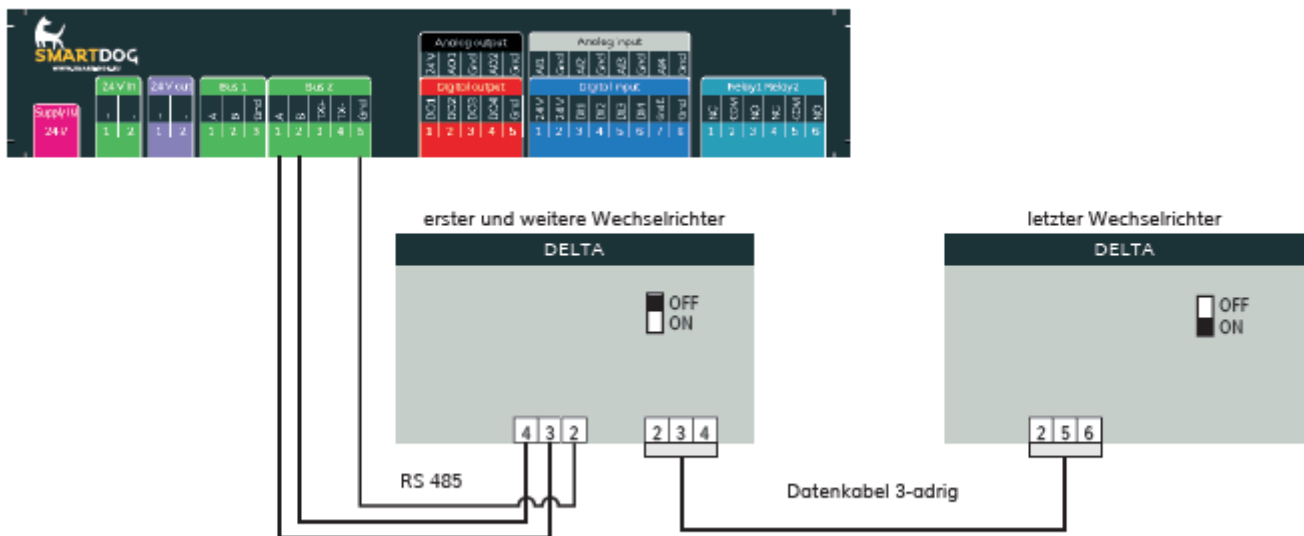 SMARTDOG
Analog output
Analog input
24 V AO1 Gnd AO2 Gnd
AI1 Gnd AI2 Gnd AI3 Gnd AI4 Gnd
24 V in
24 V out
Bus 1
Bus 2
Digital output
Digital input
Relay1 Relay2
Supply IN
24 V
+ - + -
A B Gnd A B TX+ TX- Gnd
DO1 DO2 DO3 DO4 Gnd
24 V 24 V DI1 DI2 DI3 DI4 Gnd
COM NO NC COM NO
1 2 1 2 1 2 3 1 2 3 4 5 1 2 3 4 5 1 2 3 4 5 6 7 8 1 2 3 4 5 6
erster und weitere Wechselrichter
letzter Wechselrichter
DELTA
DELTA
OFF
ON
OFF
ON
4 3 2
2 3 4
2 5 6
RS 485
Datenkabel 3-adrig